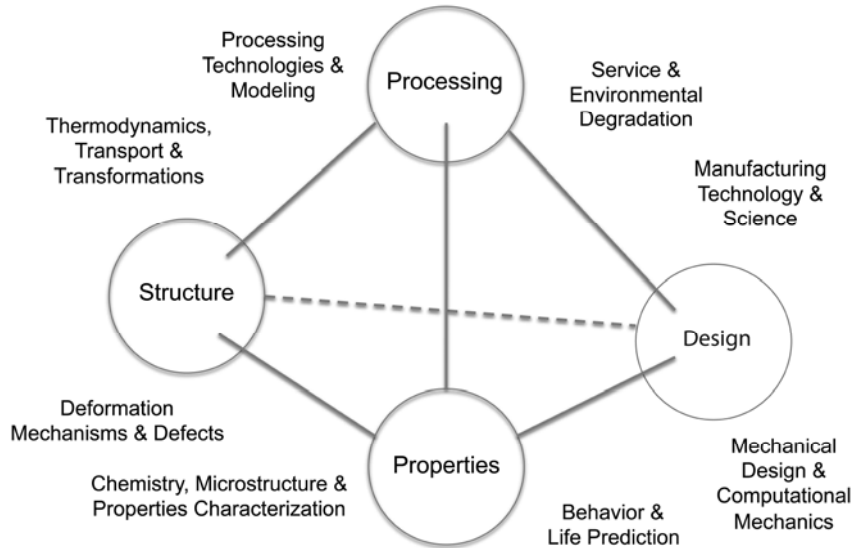 Processing
Technologies &
Modeling
Processing
Service &
Environmental
Degradation
Thermodynamics,
Transport &
Transformations
Manufacturing
Technology &
Science
Structure
Design
Deformation
Mechanisms & Defects
Properties
Chemistry, Microstructure &
Properties Characterization
Behavior &
Life Prediction
Mechanical
Design &
Computational
Mechanics